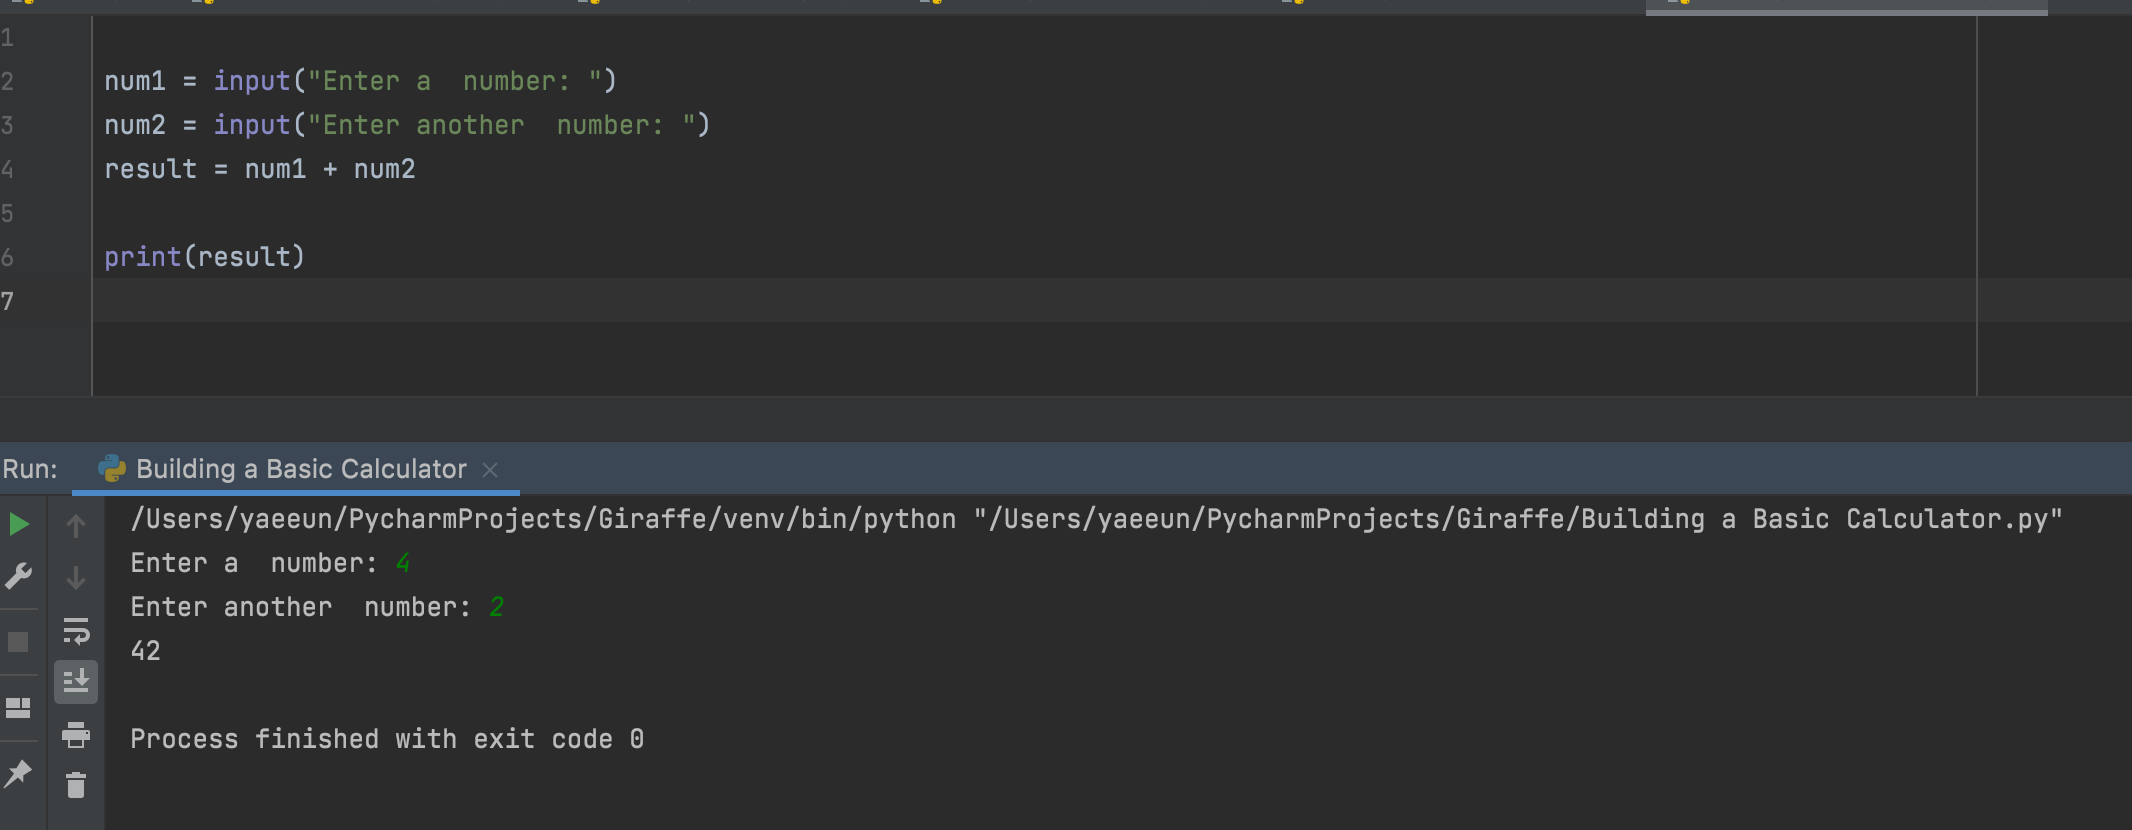 1
2 num1 = input("Enter a  number: ")
3 num2 = input("Enter another  number: ")
4 result = num1 + num2
5
6 print(result)
7
Run: Building a Basic Calculator
/Users/yaeeun/PycharmProjects/Giraffe/venv/bin/python "/Users/yaeeun/PycharmProjects/Giraffe/Building a Basic Calculator.py"
Enter a  number: 4
Enter another  number: 2
42
Process finished with exit code 0